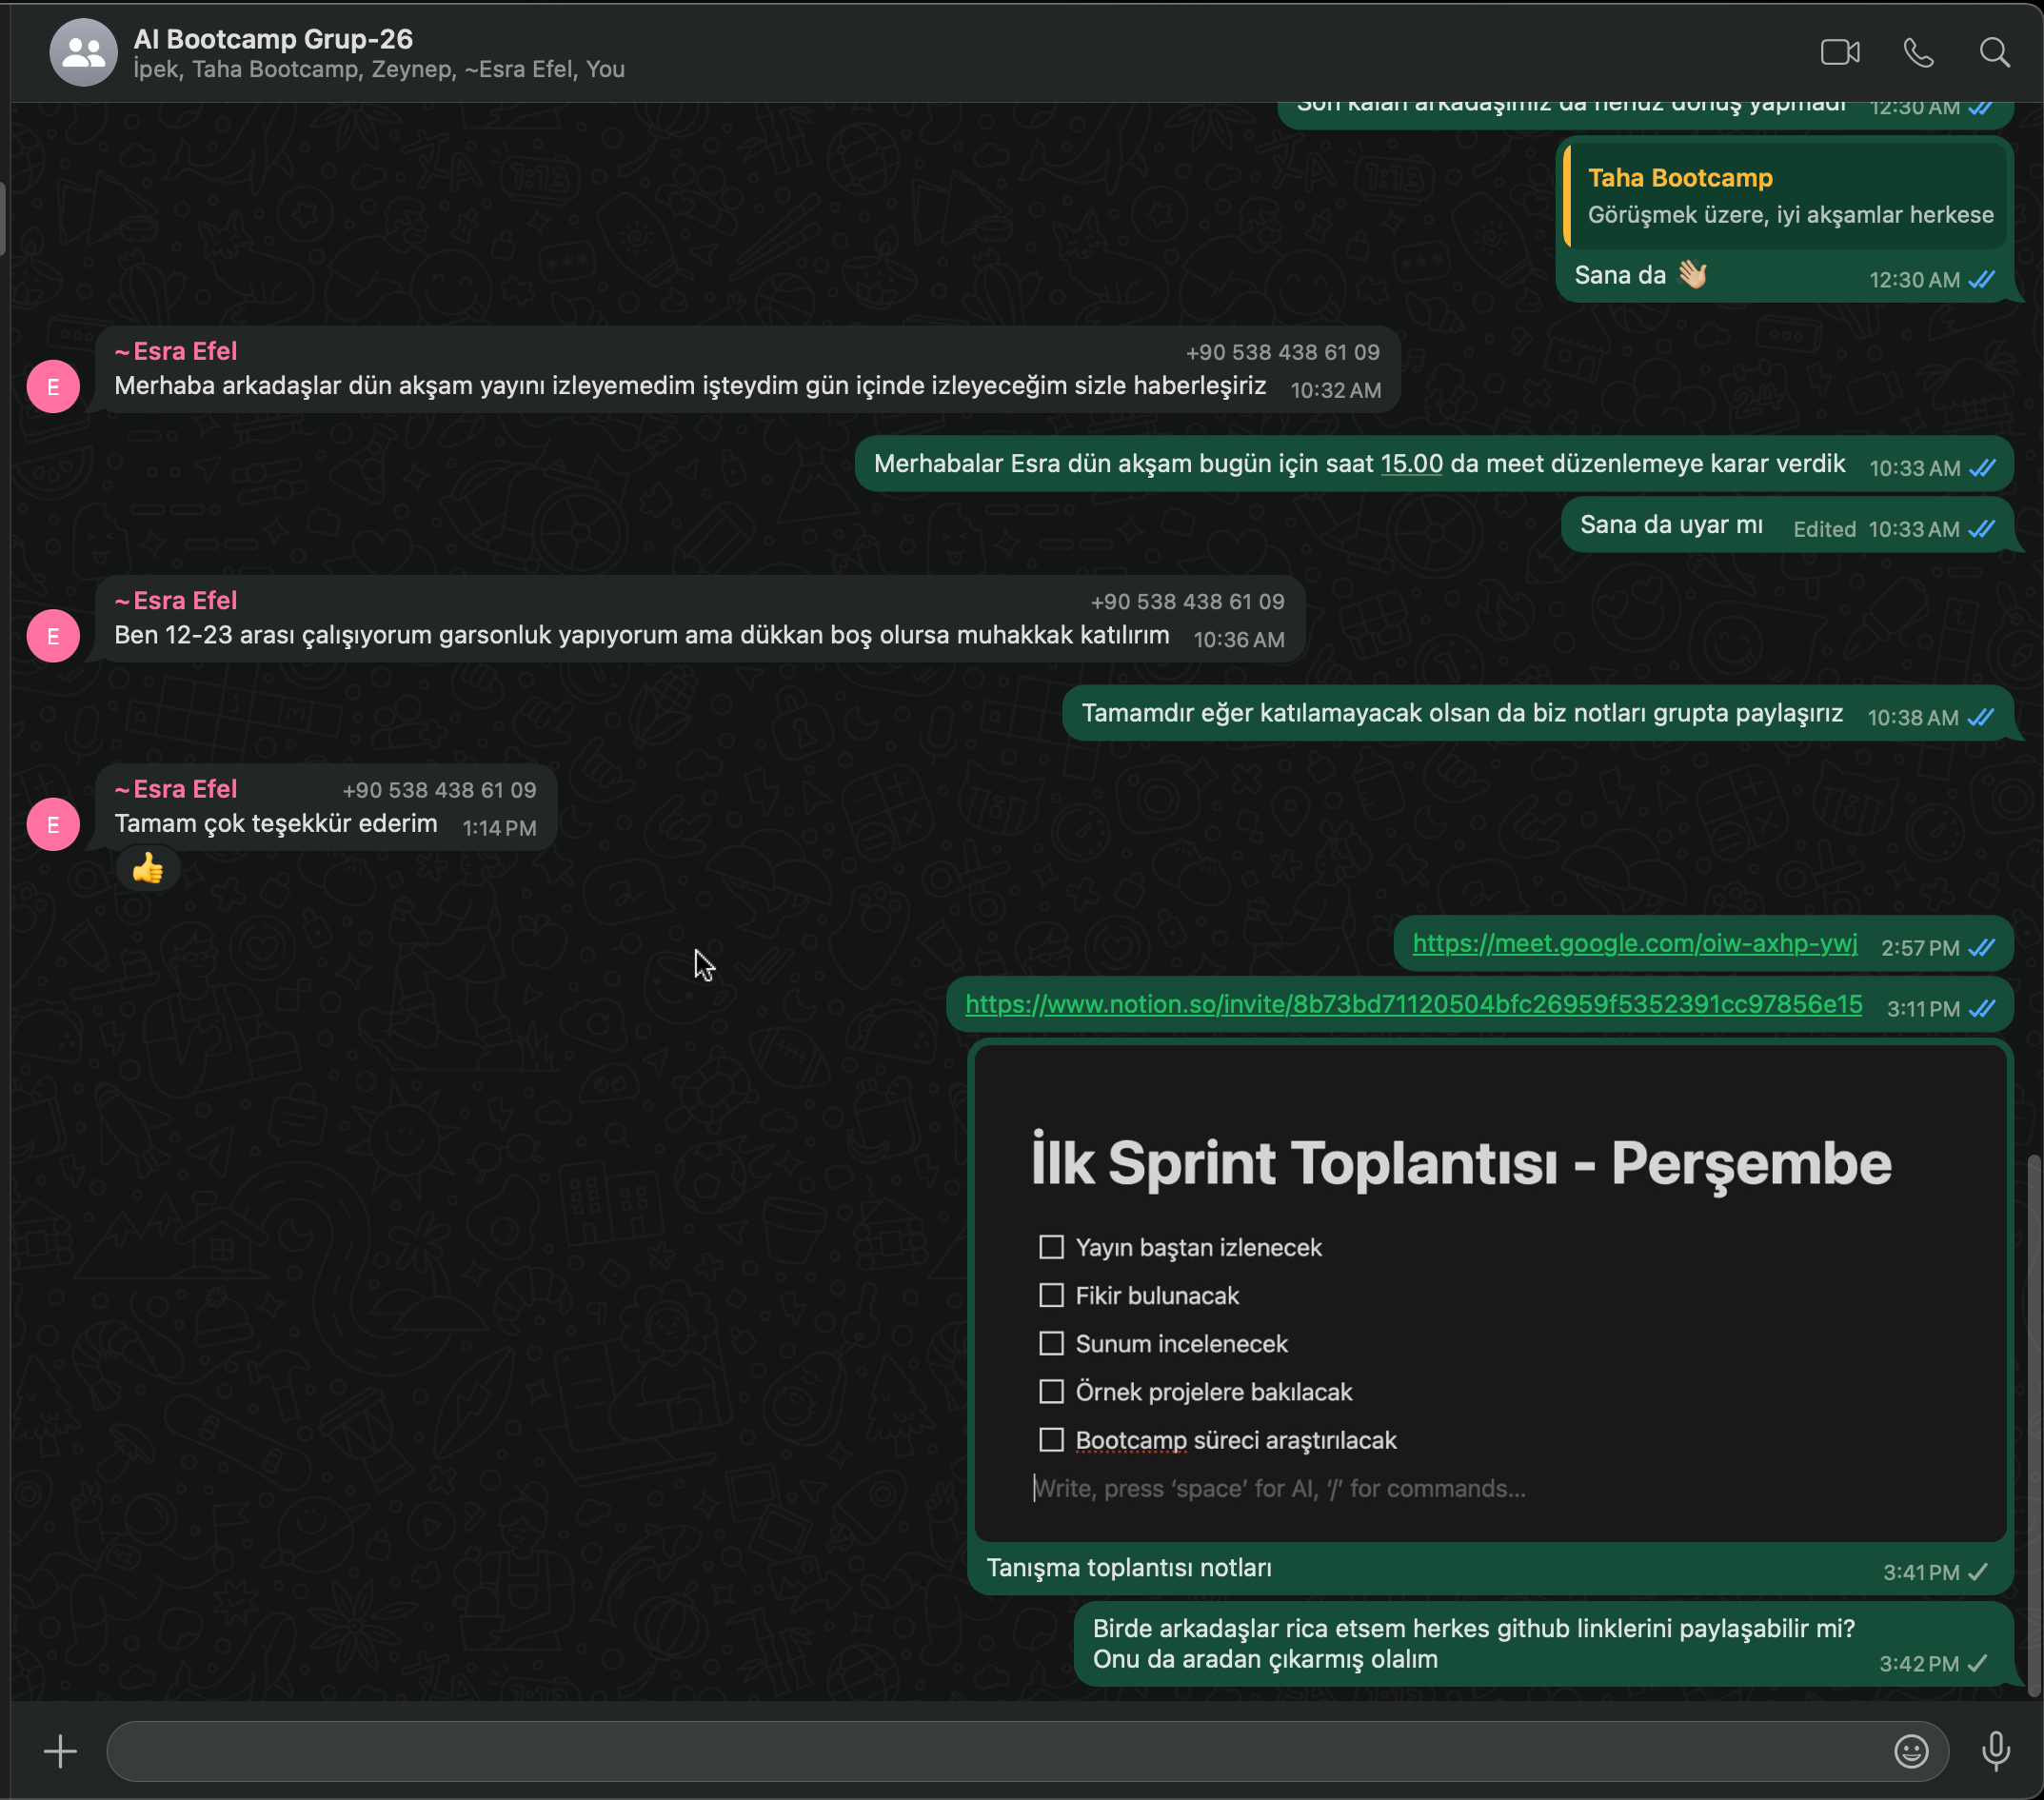 AI Bootcamp Grup-26
İpek, Taha Bootcamp, Zeynep, ~Esra Efel, You
Son kalan arkadaşımız da henüz dönüş yapmadı 12:30 AM
Taha Bootcamp
Görüşmek üzere, iyi akşamlar herkese
Sana da 👋🏼 12:30 AM
~Esra Efel +90 538 438 61 09
E
Merhaba arkadaşlar dün akşam yayını izleyemedim işteydim gün içinde izleyeceğim sizle haberleşiriz 10:32 AM
Merhabalar Esra dün akşam bugün için saat 15.00 da meet düzenlemeye karar verdik 10:33 AM
Sana da uyar mı Edited 10:33 AM
~Esra Efel +90 538 438 61 09
E
Ben 12-23 arası çalışıyorum garsonluk yapıyorum ama dükkan boş olursa muhakkak katılırım 10:36 AM
Tamamdır eğer katılamayacak olsan da biz notları grupta paylaşırız 10:38 AM
~Esra Efel +90 538 438 61 09
E
Tamam çok teşekkür ederim 1:14 PM
👍
https://meet.google.com/oiw-axhp-ywj 2:57 PM
https://www.notion.so/invite/8b73bd71120504bfc26959f5352391cc97856e15 3:11 PM
İlk Sprint Toplantısı - Perşembe
Yayın baştan izlenecek
Fikir bulunacak
Sunum incelenecek
Örnek projelere bakılacak
Bootcamp süreci araştırılacak
Write, press ‘space’ for AI, ‘/’ for commands...
Tanışma toplantısı notları 3:41 PM
Birde arkadaşlar rica etsem herkes github linklerini paylaşabilir mi?
Onu da aradan çıkarmış olalım 3:42 PM